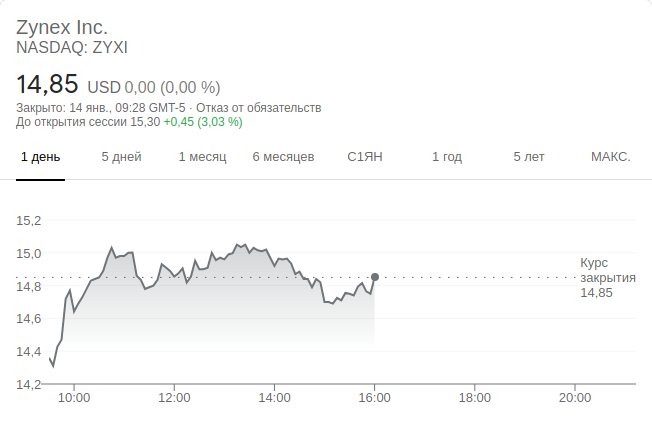 Zynex Inc.
NASDAQ: ZYXI
14,85 USD 0,00 (0,00 %)
Закрыто: 14 янв., 09:28 GMT-5 · Отказ от обязательств
До открытия сессии 15,30 +0,45 (3,03 %)
1 день 5 дней 1 месяц 6 месяцев С1ЯН 1 год 5 лет МАКС.
15,2
15,0
14,8
14,6
14,4
14,2
Курс
закрытия
14,85
10:00 12:00 14:00 16:00 18:00 20:00